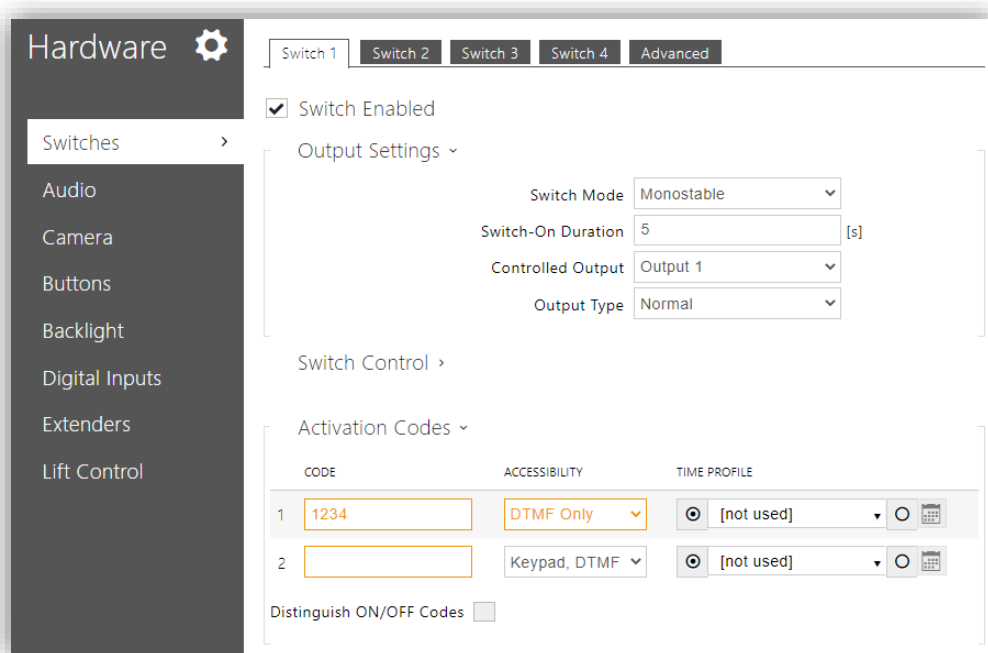 Hardware
Switches
Audio
Camera
Buttons
Backlight
Digital Inputs
Extenders
Lift Control
Switch 1 Switch 2 Switch 3 Switch 4 Advanced
Switch Enabled
Output Settings
Switch Mode Monostable
Switch-On Duration 5 [s]
Controlled Output Output 1
Output Type Normal
Switch Control
Activation Codes
CODE ACCESSIBILITY TIME PROFILE
1 1234 DTMF Only [not used]
2 Keypad, DTMF [not used]
Distinguish ON/OFF Codes